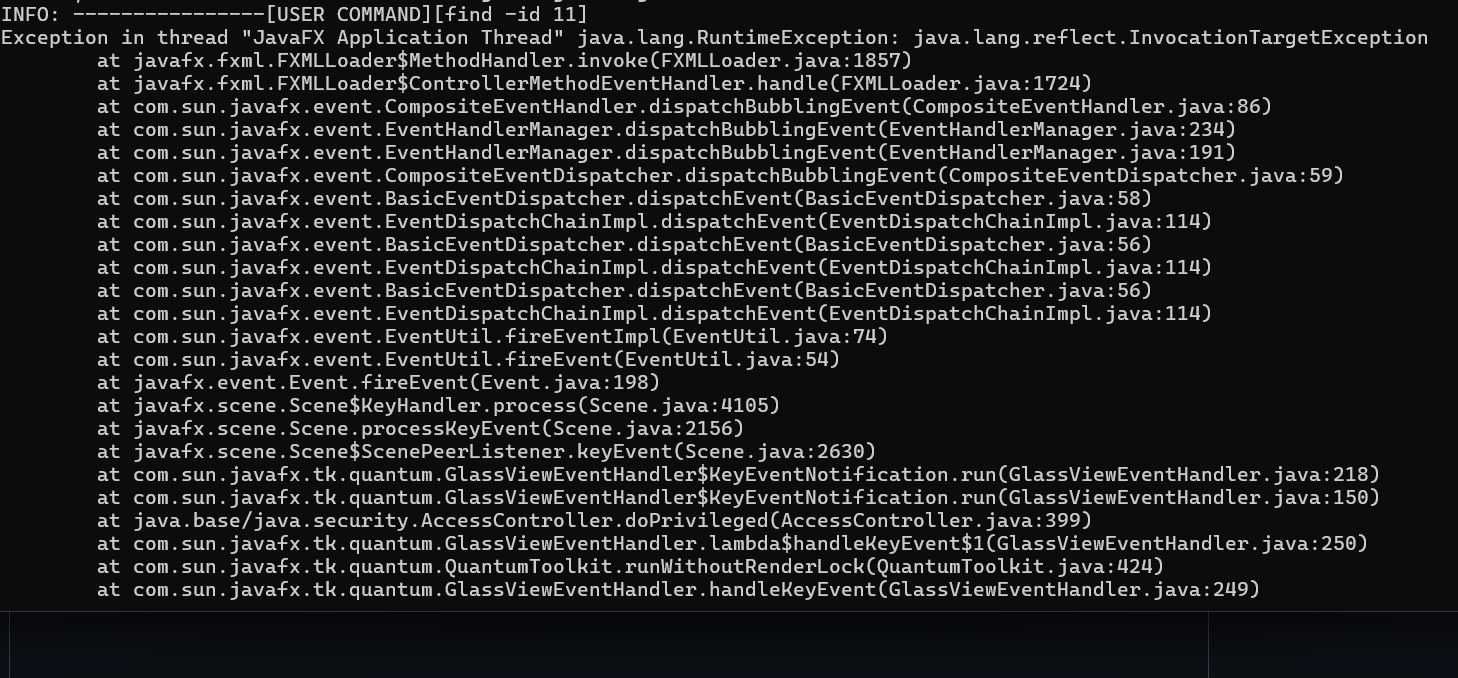 INFO: ----------------[USER COMMAND][find -id 11]
Exception in thread "JavaFX Application Thread" java.lang.RuntimeException: java.lang.reflect.InvocationTargetException
at javafx.fxml.FXMLLoader$MethodHandler.invoke(FXMLLoader.java:1857)
at javafx.fxml.FXMLLoader$ControllerMethodEventHandler.handle(FXMLLoader.java:1724)
at com.sun.javafx.event.CompositeEventHandler.dispatchBubblingEvent(CompositeEventHandler.java:86)
at com.sun.javafx.event.EventHandlerManager.dispatchBubblingEvent(EventHandlerManager.java:234)
at com.sun.javafx.event.EventHandlerManager.dispatchBubblingEvent(EventHandlerManager.java:191)
at com.sun.javafx.event.CompositeEventDispatcher.dispatchBubblingEvent(CompositeEventDispatcher.java:59)
at com.sun.javafx.event.BasicEventDispatcher.dispatchEvent(BasicEventDispatcher.java:58)
at com.sun.javafx.event.EventDispatchChainImpl.dispatchEvent(EventDispatchChainImpl.java:114)
at com.sun.javafx.event.BasicEventDispatcher.dispatchEvent(BasicEventDispatcher.java:56)
at com.sun.javafx.event.EventDispatchChainImpl.dispatchEvent(EventDispatchChainImpl.java:114)
at com.sun.javafx.event.BasicEventDispatcher.dispatchEvent(BasicEventDispatcher.java:56)
at com.sun.javafx.event.EventDispatchChainImpl.dispatchEvent(EventDispatchChainImpl.java:114)
at com.sun.javafx.event.EventUtil.fireEventImpl(EventUtil.java:74)
at com.sun.javafx.event.EventUtil.fireEvent(EventUtil.java:54)
at javafx.event.Event.fireEvent(Event.java:198)
at javafx.scene.Scene$KeyHandler.process(Scene.java:4105)
at javafx.scene.Scene.processKeyEvent(Scene.java:2156)
at javafx.scene.Scene$ScenePeerListener.keyEvent(Scene.java:2630)
at com.sun.javafx.tk.quantum.GlassViewEventHandler$KeyEventNotification.run(GlassViewEventHandler.java:218)
at com.sun.javafx.tk.quantum.GlassViewEventHandler$KeyEventNotification.run(GlassViewEventHandler.java:150)
at java.base/java.security.AccessController.doPrivileged(AccessController.java:399)
at com.sun.javafx.tk.quantum.GlassViewEventHandler.lambda$handleKeyEvent$1(GlassViewEventHandler.java:250)
at com.sun.javafx.tk.quantum.QuantumToolkit.runWithoutRenderLock(QuantumToolkit.java:424)
at com.sun.javafx.tk.quantum.GlassViewEventHandler.handleKeyEvent(GlassViewEventHandler.java:249)